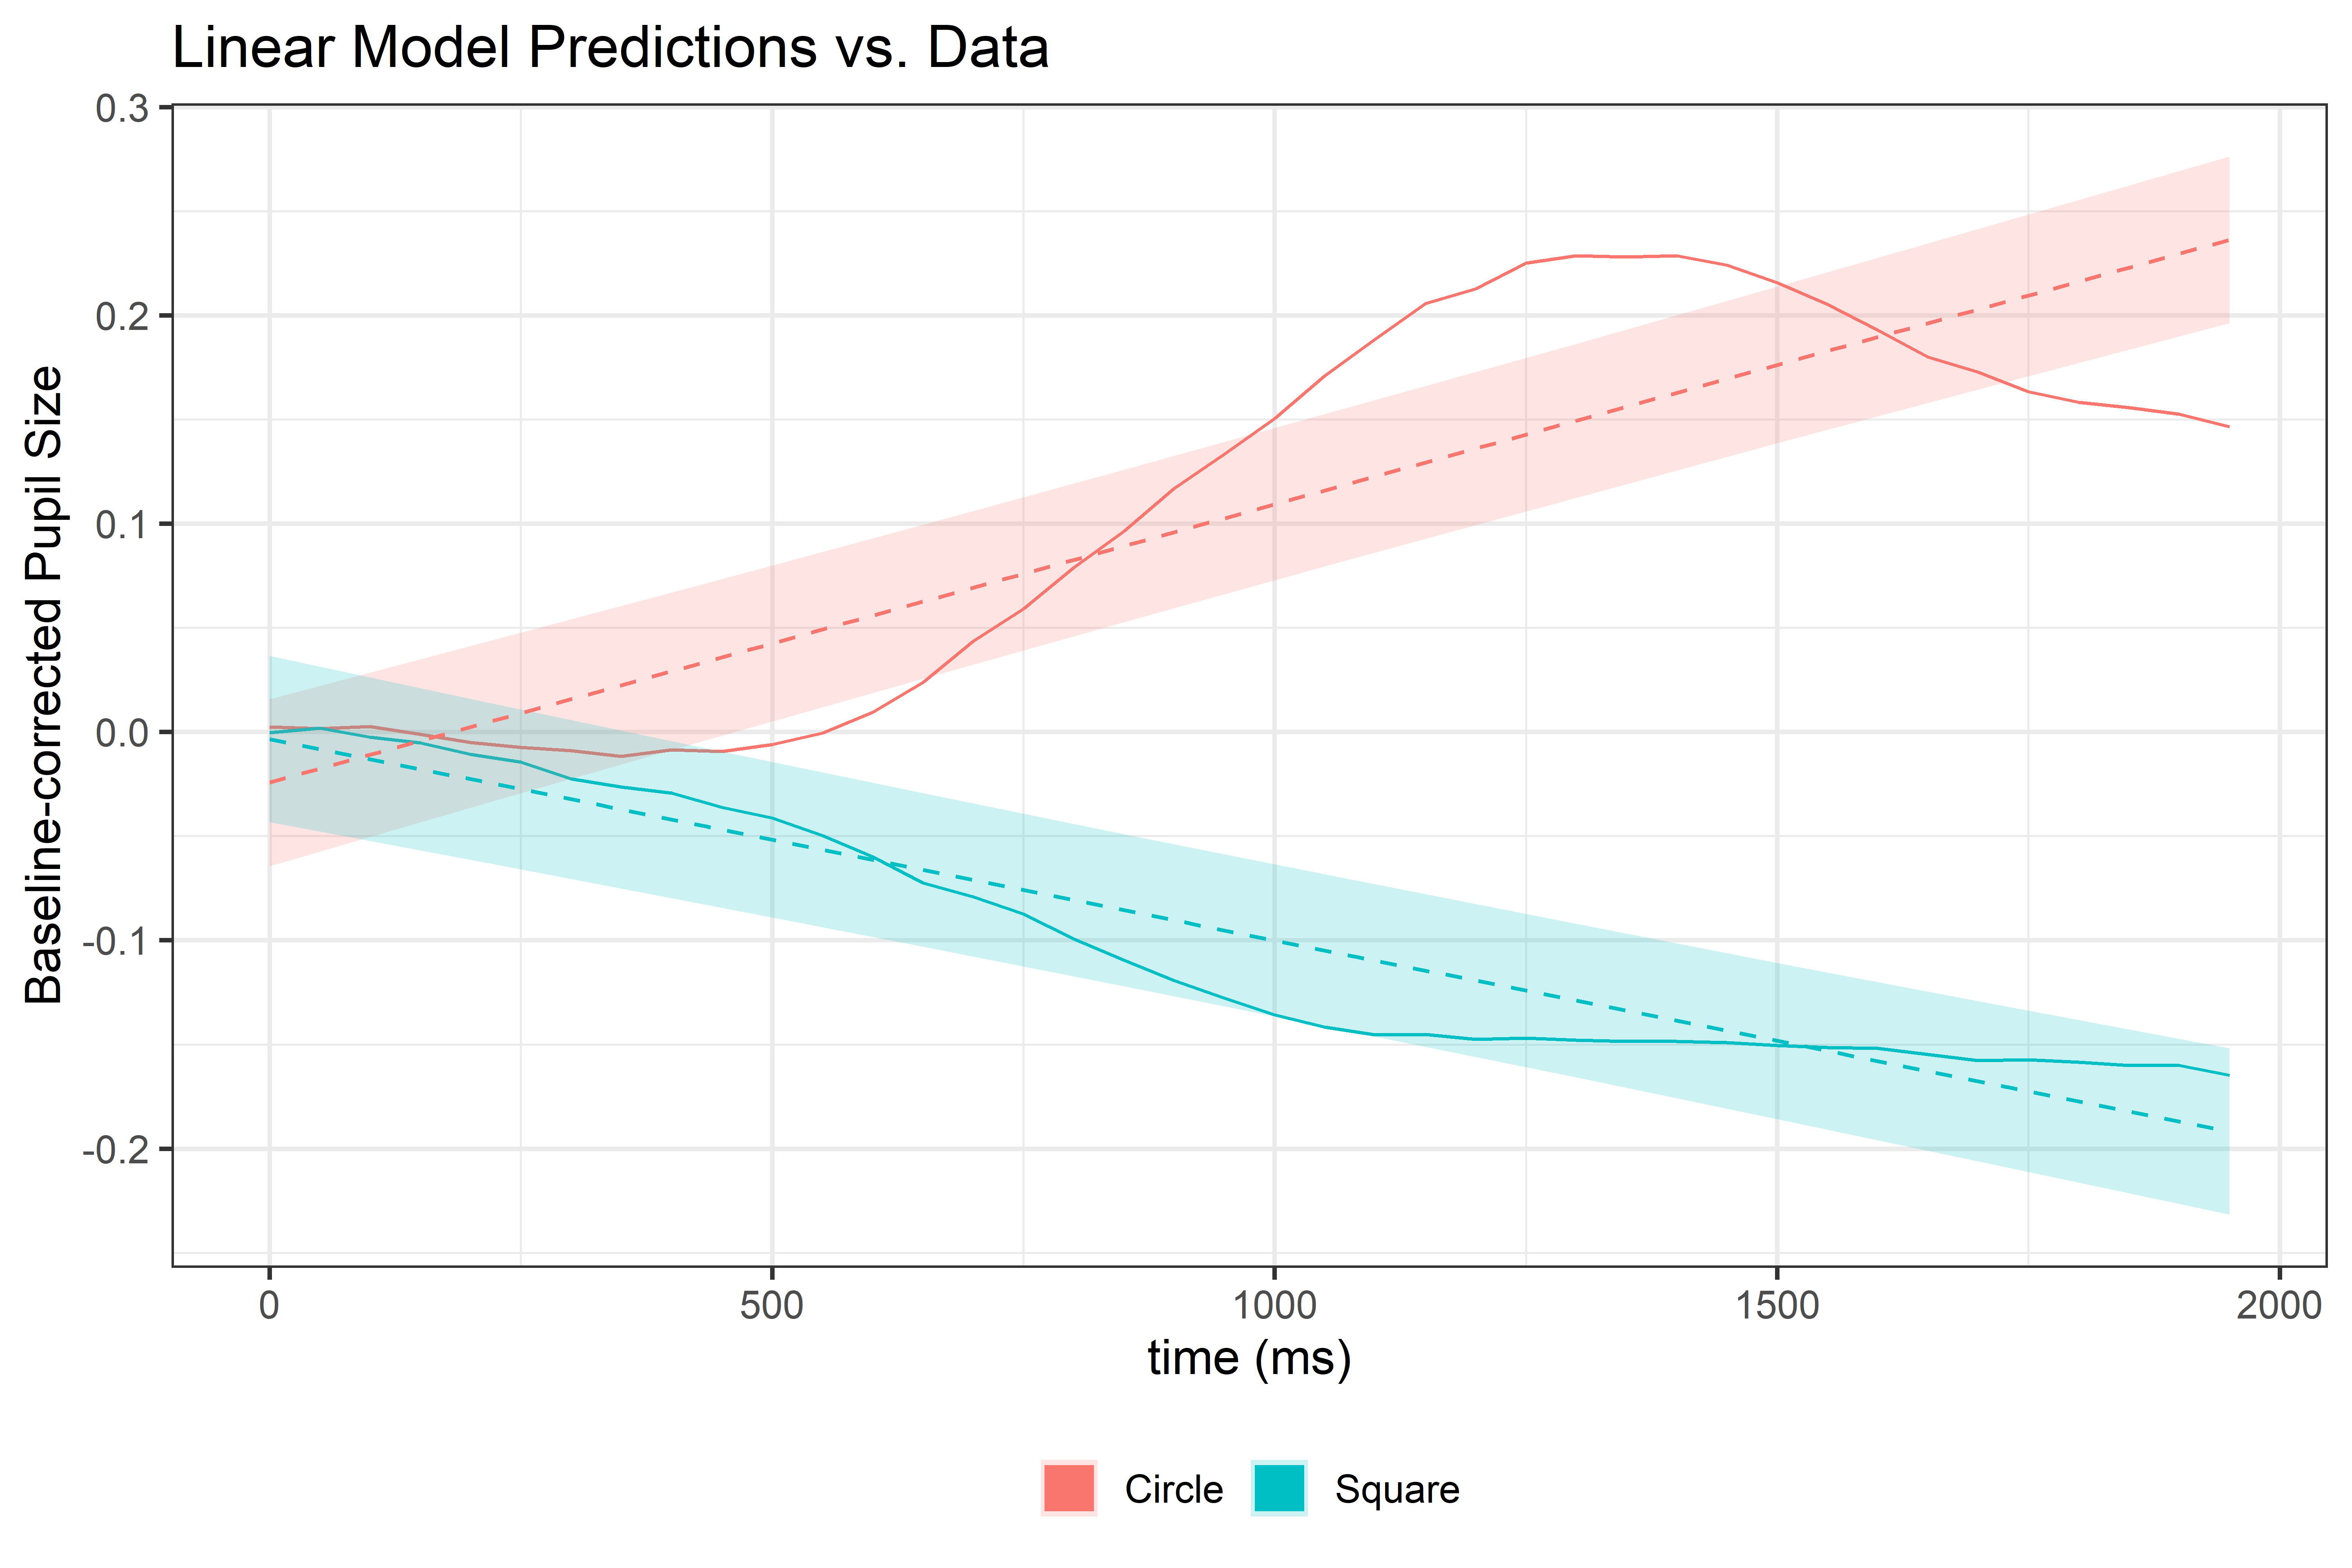 Linear Model Predictions vs. Data
Baseline-corrected Pupil Size
0.3
0.2
0.1
0.0
-0.1
-0.2
0 500 1000 1500 2000
time (ms)
Circle Square